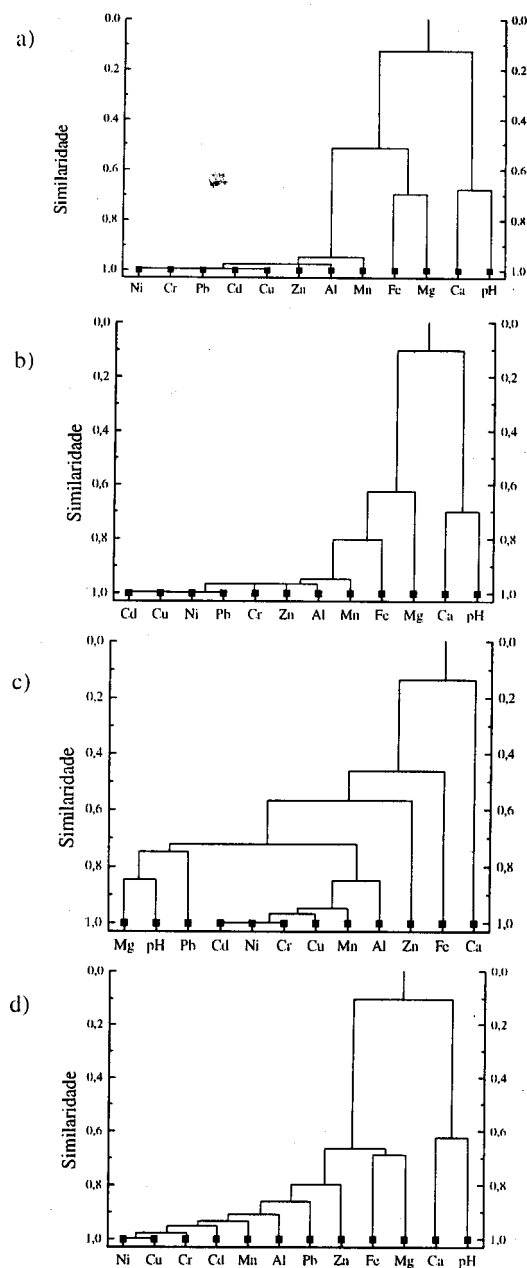 a)
Similaridade
0.0 0.0
0.2 0.2
0.4 0.4
0.6 0.6
0.8 0.8
1.0 1.0
Ni Cr Pb Cd Cu Zn Al Mn Fe Mg Ca pH
b)
Similaridade
0,0 0,0
0,2 0,2
0,4 0,4
0,6 0,6
0,8 0,8
1,0 1,0
Cd Cu Ni Pb Cr Zn Al Mn Fe Mg Ca pH
c)
Similaridade
0,0 0,0
0,2 0,2
0,4 0,4
0,6 0,6
0,8 0,8
1,0 1,0
Mg pH Pb Cd Ni Cr Cu Mn Al Zn Fe Ca
d)
Similaridade
0,0 0,0
0,2 0,2
0,4 0,4
0,6 0,6
0,8 0,8
1,0 1,0
Ni Cu Cr Cd Mn Al Pb Zn Fe Mg Ca pH